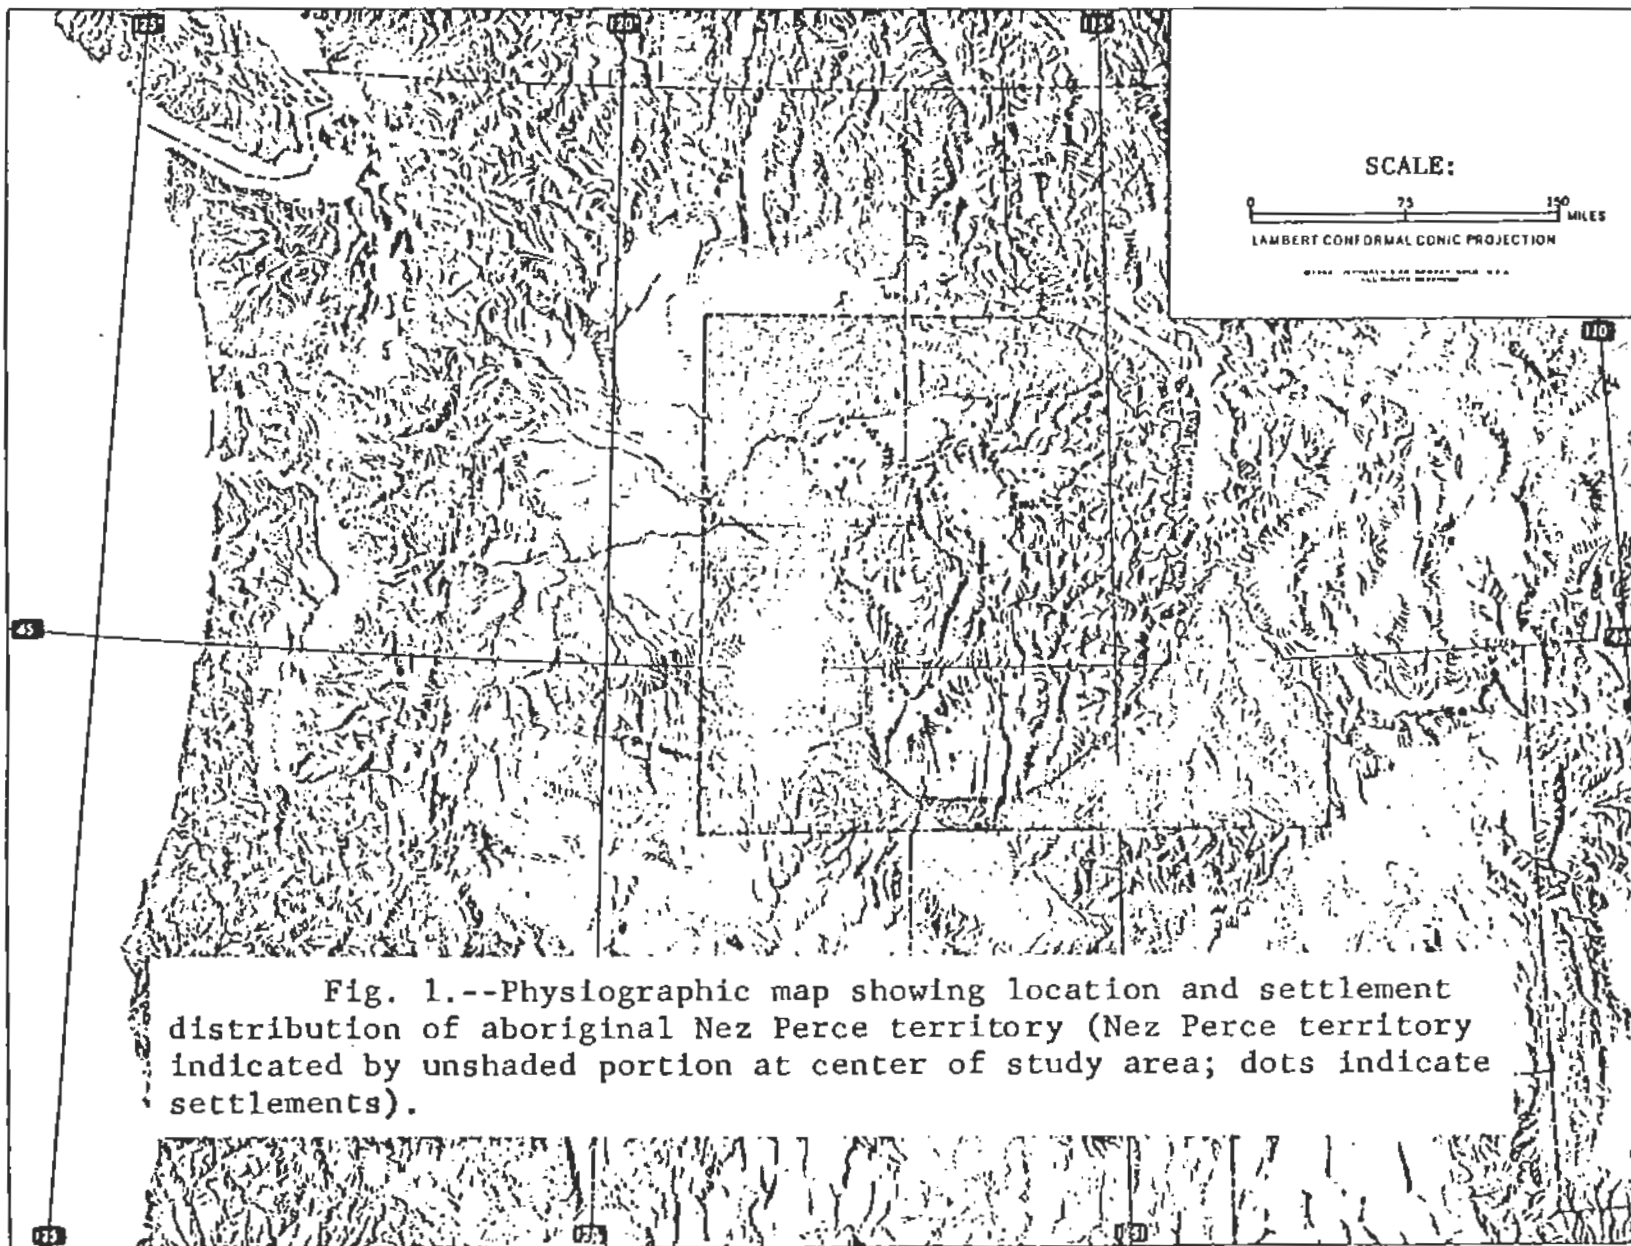 125°
120°
115°
SCALE:
0 75 150
MILES
LAMBERT CONFORMAL CONIC PROJECTION
110
45
Fig. 1.--Physiographic map showing location and settlement
distribution of aboriginal Nez Perce territory (Nez Perce territory
indicated by unshaded portion at center of study area; dots indicate
settlements).